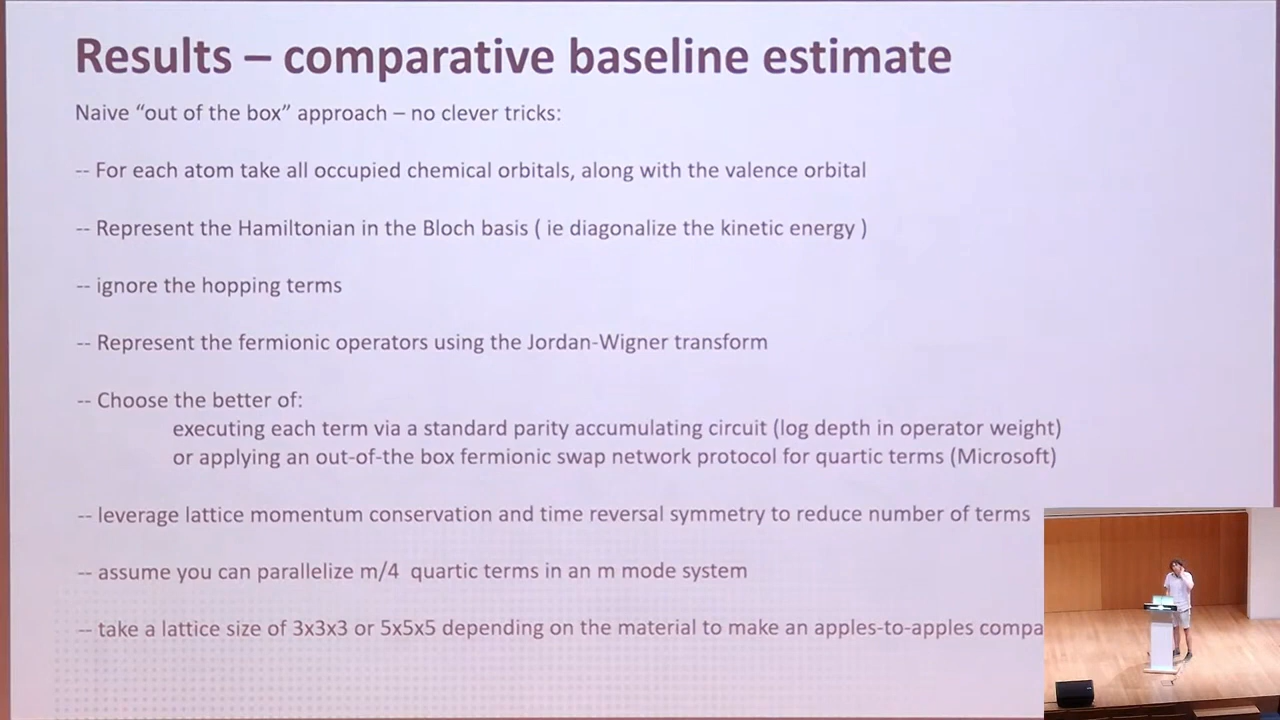 Results – comparative baseline estimate
Naive “out of the box” approach – no clever tricks:
-- For each atom take all occupied chemical orbitals, along with the valence orbital
-- Represent the Hamiltonian in the Bloch basis ( ie diagonalize the kinetic energy )
-- ignore the hopping terms
-- Represent the fermionic operators using the Jordan-Wigner transform
-- Choose the better of:
executing each term via a standard parity accumulating circuit (log depth in operator weight)
or applying an out-of-the box fermionic swap network protocol for quartic terms (Microsoft)
-- leverage lattice momentum conservation and time reversal symmetry to reduce number of terms
-- assume you can parallelize m/4 quartic terms in an m mode system
-- take a lattice size of 3x3x3 or 5x5x5 depending on the material to make an apples-to-apples compa